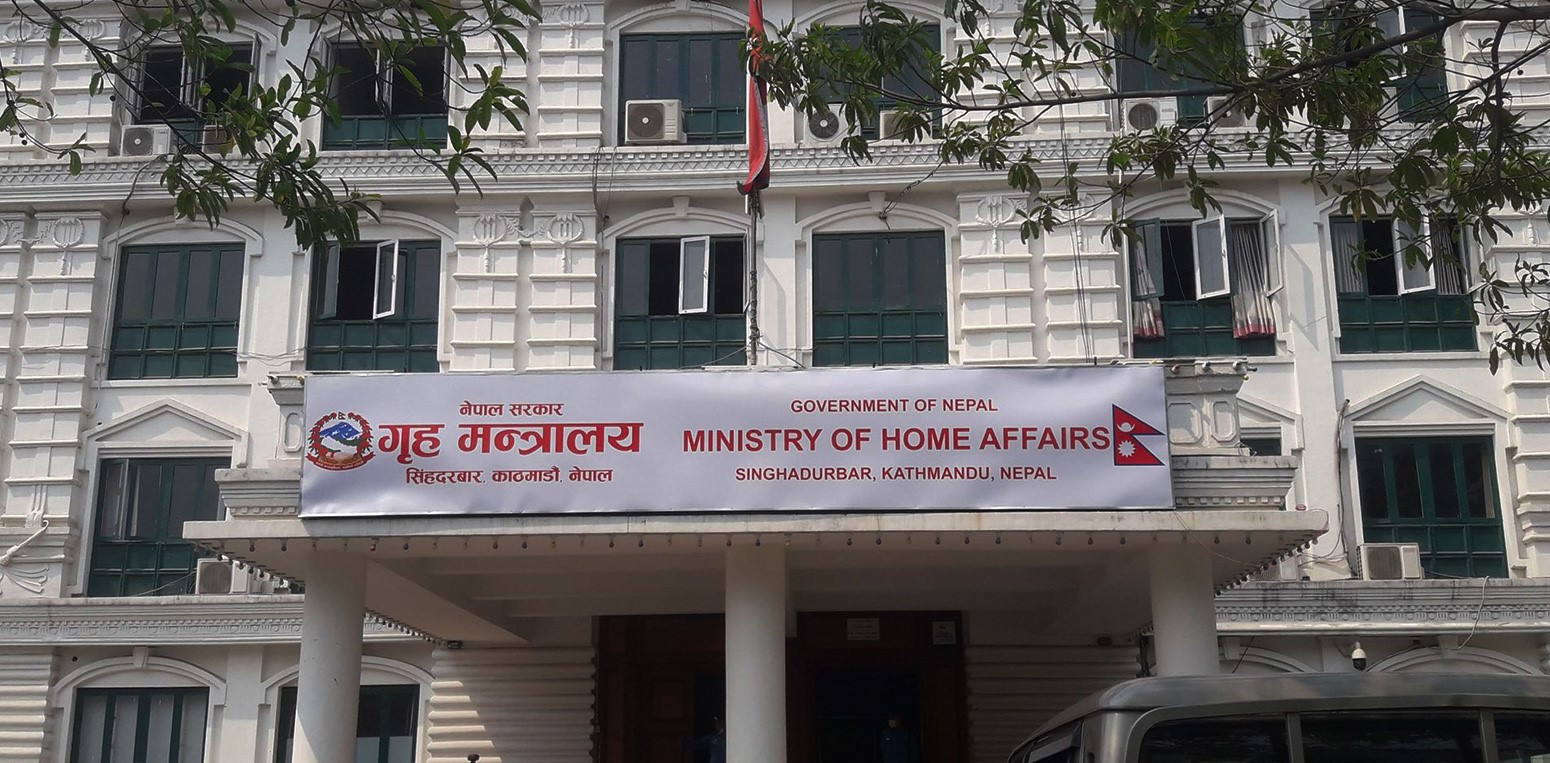 नेपाल सरकार
गृह मन्त्रालय
सिंहदरबार, काठमाडौं, नेपाल
GOVERNMENT OF NEPAL
MINISTRY OF HOME AFFAIRS
SINGHADURBAR, KATHMANDU, NEPAL